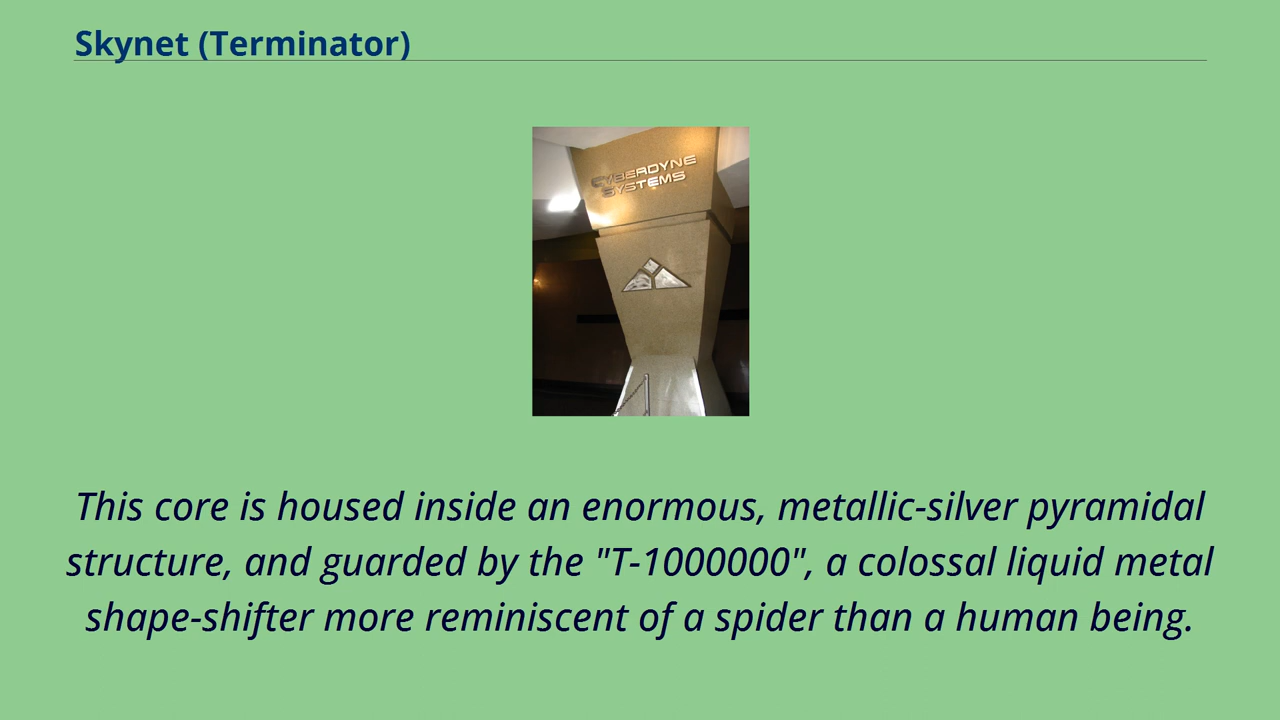 Skynet (Terminator)
CYBERDYNE
SYSTEMS
This core is housed inside an enormous, metallic-silver pyramidal
structure, and guarded by the "T-1000000", a colossal liquid metal
shape-shifter more reminiscent of a spider than a human being.